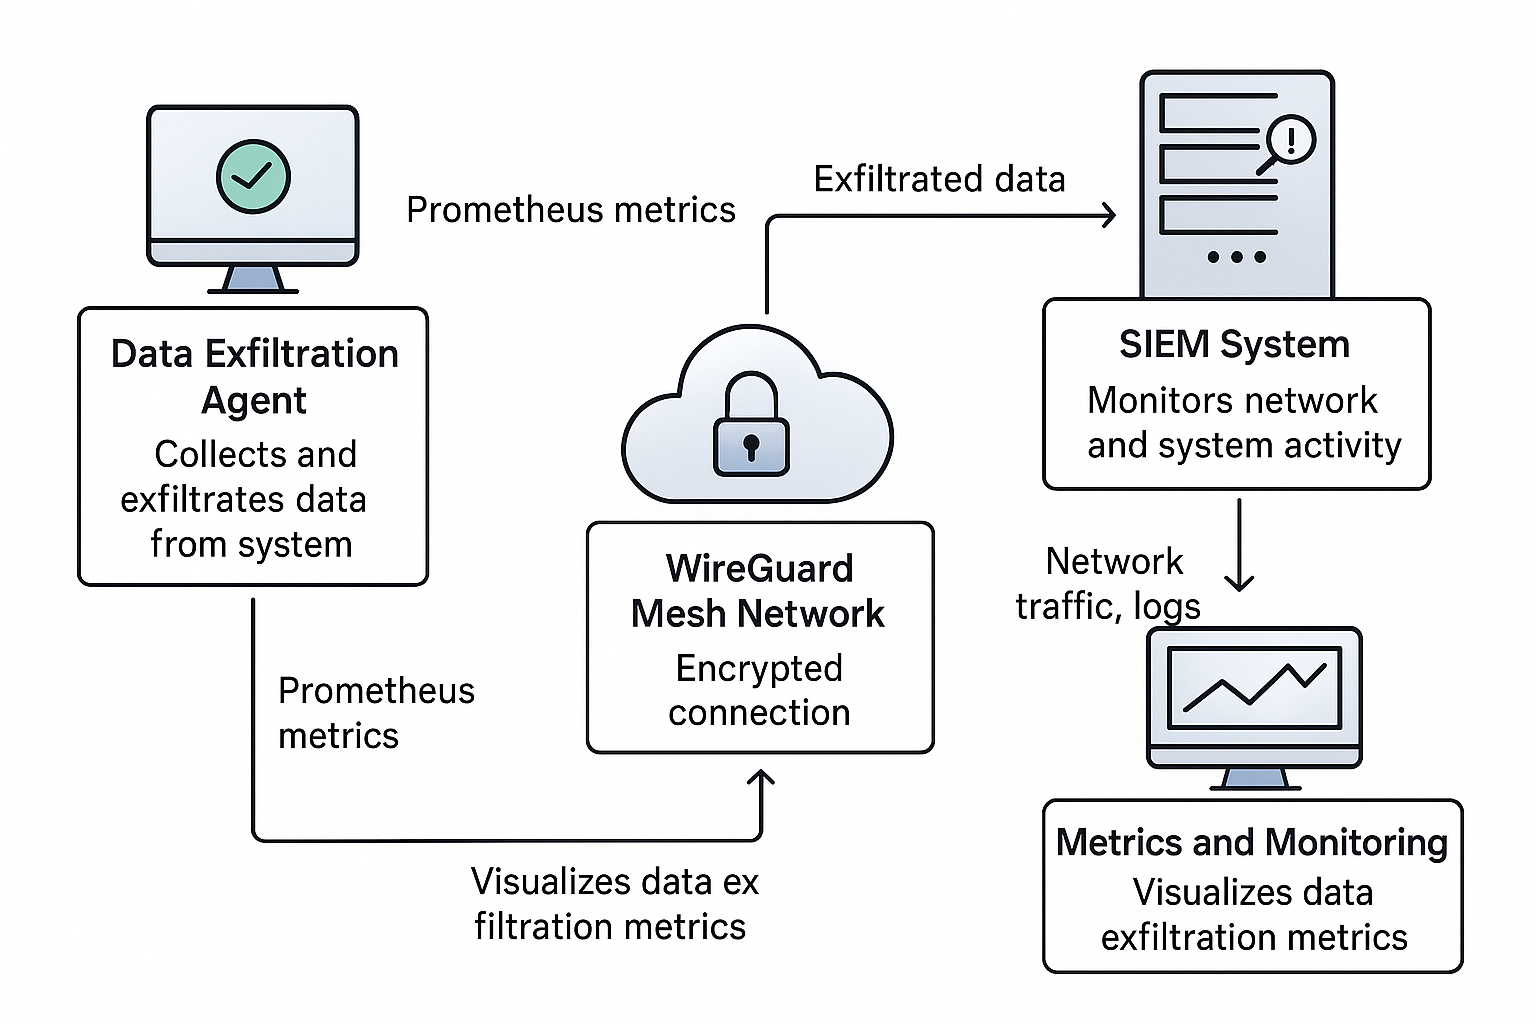 Prometheus metrics
Exfiltrated data
!
Data Exfiltration
Agent
Collects and
exfiltrates data
from system
WireGuard
Mesh Network
Encrypted
connection
SIEM System
Monitors network
and system activity
Network
traffic, logs
Prometheus
metrics
Visualizes data ex
filtration metrics
Metrics and Monitoring
Visualizes data
exfiltration metrics